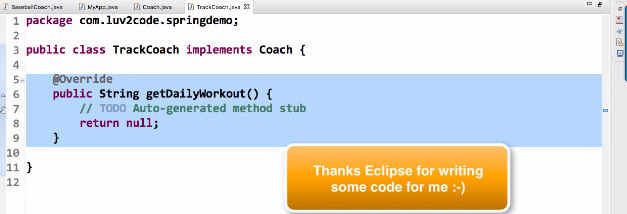 BaseballCoach.java MyApp.java Coach.java TrackCoach.java
1 package com.luv2code.springdemo;
2
3 public class TrackCoach implements Coach {
4
5 @Override
6 public String getDailyWorkout() {
7 // TODO Auto-generated method stub
8 return null;
9 }
10
11 }
12
Thanks Eclipse for writing
some code for me :-)